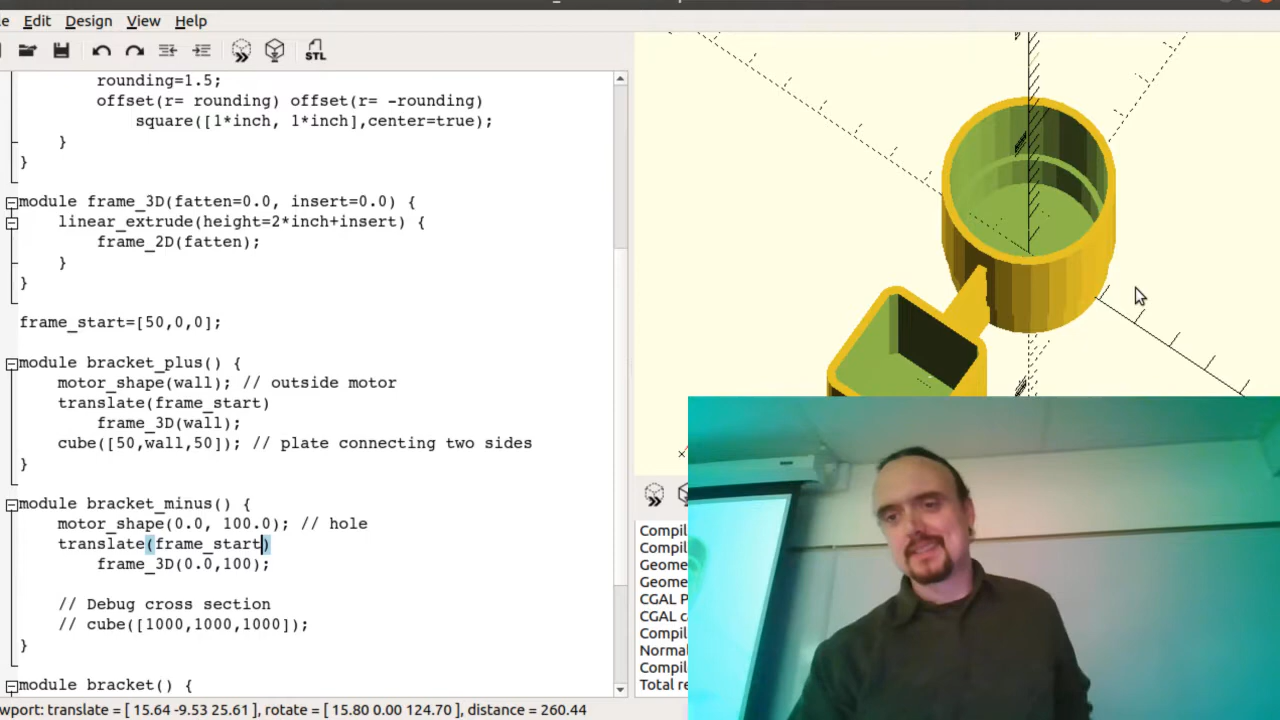 Edit Design View Help
STL
rounding=1.5;
offset(r= rounding) offset(r= -rounding)
square([1*inch, 1*inch],center=true);
}
}
module frame_3D(fatten=0.0, insert=0.0) {
linear_extrude(height=2*inch+insert) {
frame_2D(fatten);
}
}
frame_start=[50,0,0];
module bracket_plus() {
motor_shape(wall); // outside motor
translate(frame_start)
frame_3D(wall);
cube([50,wall,50]); // plate connecting two sides
}
module bracket_minus() {
motor_shape(0.0, 100.0); // hole
translate(frame_start)
frame_3D(0.0,100);
// Debug cross section
// cube([1000,1000,1000]);
}
module bracket() {
Compil
Compil
Geome
Geome
CGAL P
CGAL c
Compil
Normal
Compil
Total re
wport: translate = [ 15.64 -9.53 25.61 ], rotate = [ 15.80 0.00 124.70 ], distance = 260.44